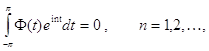 ∫_{-π}^{π} Φ(t)e^{int}dt = 0 ,   n = 1,2,…,